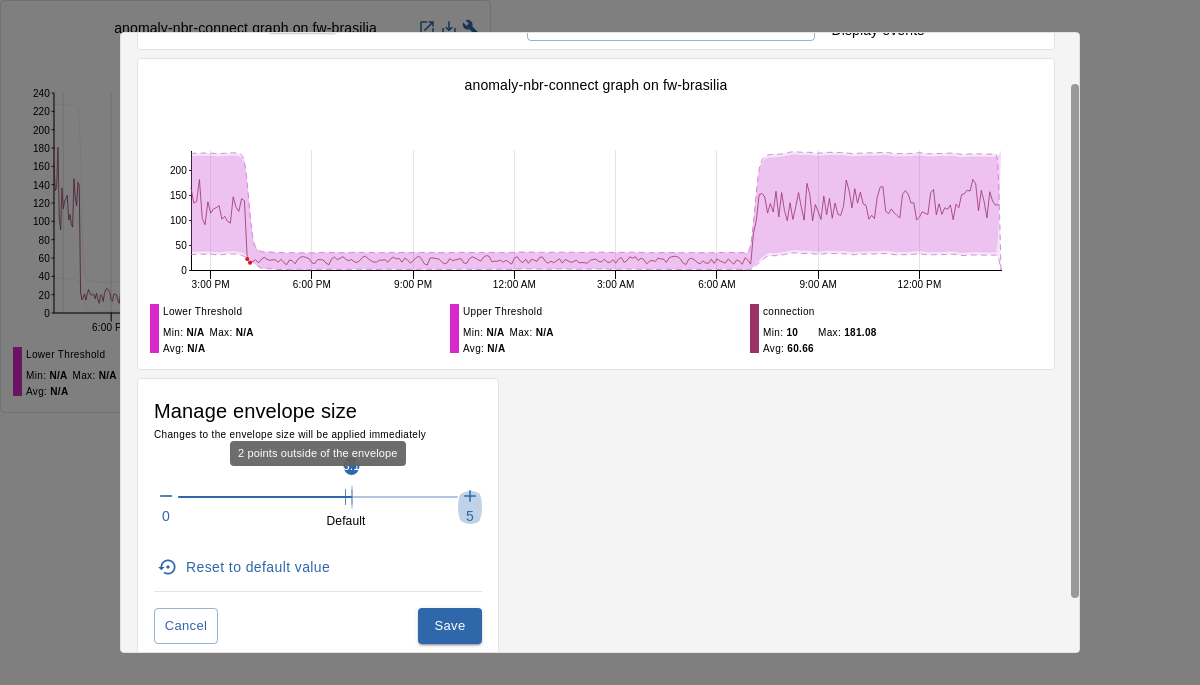 anomaly-nbr-connect graph on fw-brasilia
Display events
anomaly-nbr-connect graph on fw-brasilia
240
220
200
180
160
140
120
100
80
60
40
20
0
6:00 P
Lower Threshold
Min: N/A Max: N/A
Avg: N/A
200
150
100
50
0
3:00 PM 6:00 PM 9:00 PM 12:00 AM 3:00 AM 6:00 AM 9:00 AM 12:00 PM
Lower Threshold
Min: N/A Max: N/A
Avg: N/A
Upper Threshold
Min: N/A Max: N/A
Avg: N/A
connection
Min: 10 Max: 181.08
Avg: 60.66
Manage envelope size
Changes to the envelope size will be applied immediately
2 points outside of the envelope
0
5
Default
Reset to default value
Cancel
Save